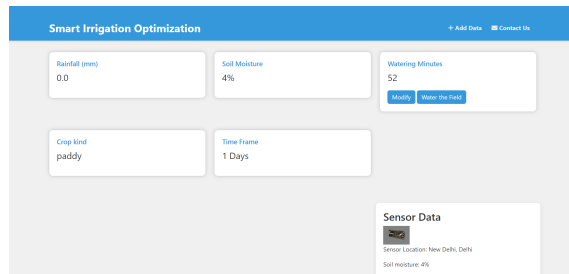 Smart Irrigation Optimization
+ Add Data
Contact Us
Rainfall (mm)
0.0
Soil Moisture
4%
Watering Minutes
52
Modify
Water the Field
Crop kind
paddy
Time Frame
1 Days
Sensor Data
Sensor Location: New Delhi, Delhi
Soil moisture: 4%